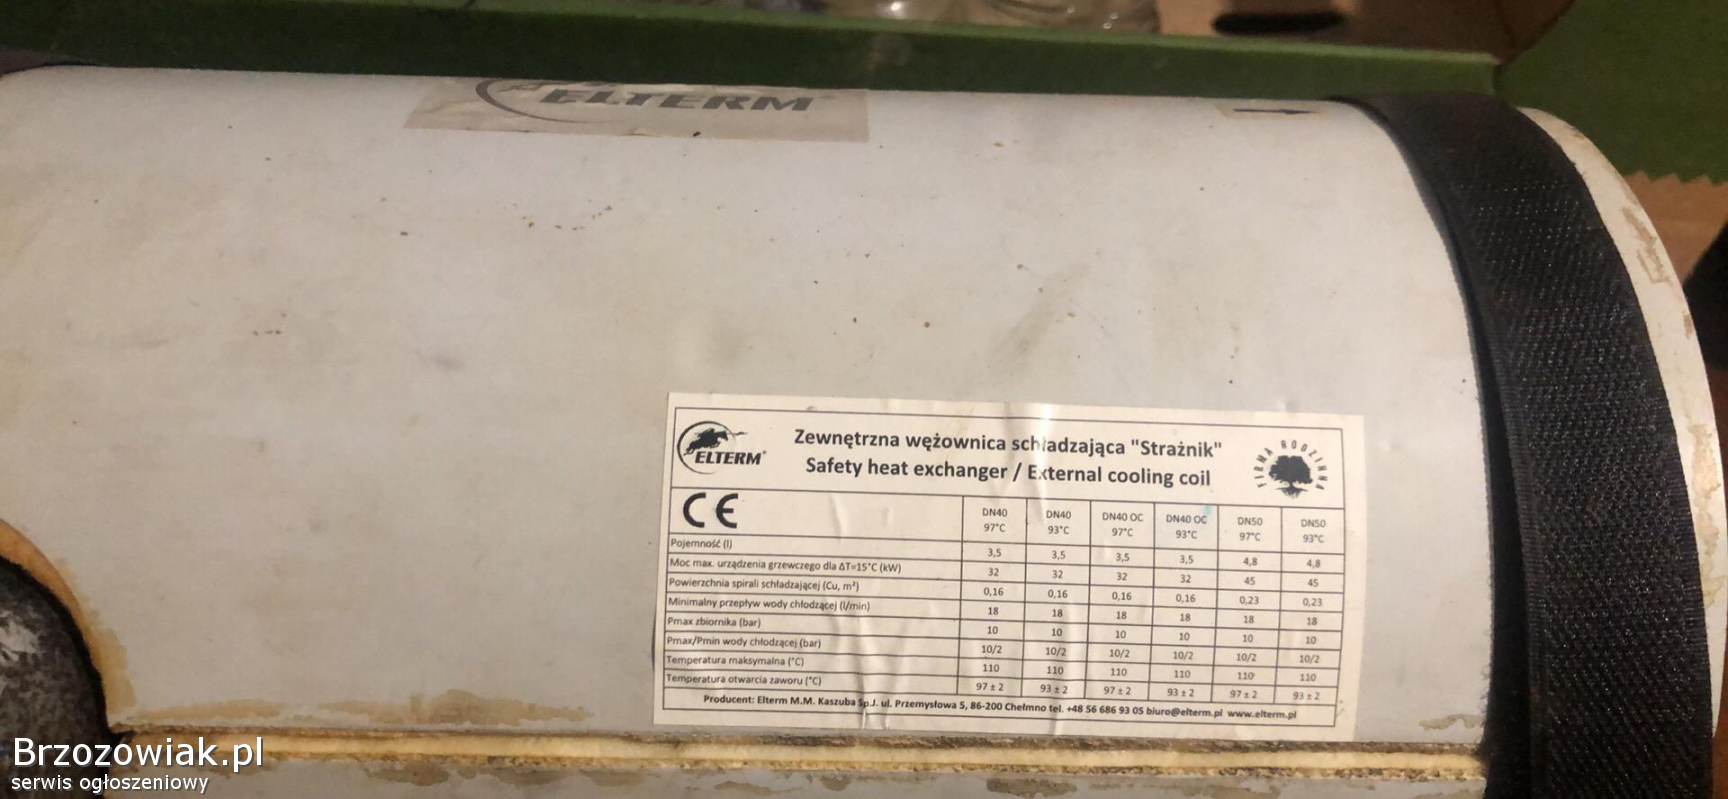 ELTERM
ELTERM®
Zewnętrzna wężownica schładzająca "Strażnik"
Safety heat exchanger / External cooling coil
FIRMA RODZINNA
CE
DN40 97°C DN40 93°C DN40 OC 97°C DN40 OC 93°C DN50 97°C DN50 93°C
Pojemność (l) 3,5 3,5 3,5 3,5 4,8 4,8
Moc max. urządzenia grzewczego dla ΔT=15°C (kW) 32 32 32 32 45 45
Powierzchnia spirali schładzającej (Cu, m²) 0,16 0,16 0,16 0,16 0,23 0,23
Minimalny przepływ wody chłodzącej (l/min) 18 18 18 18 18 18
Pmax zbiornika (bar) 10 10 10 10 10 10
Pmax/Pmin wody chłodzącej (bar) 10/2 10/2 10/2 10/2 10/2 10/2
Temperatura maksymalna (°C) 110 110 110 110 110 110
Temperatura otwarcia zaworu (°C) 97 ± 2 93 ± 2 97 ± 2 93 ± 2 97 ± 2 93 ± 2
Producent: Elterm M.M. Kaszuba Sp.J. ul. Przemysłowa 5, 86-200 Chełmno tel. +48 56 686 93 05 biuro@elterm.pl www.elterm.pl
Brzozowiak.pl
serwis ogłoszeniowy